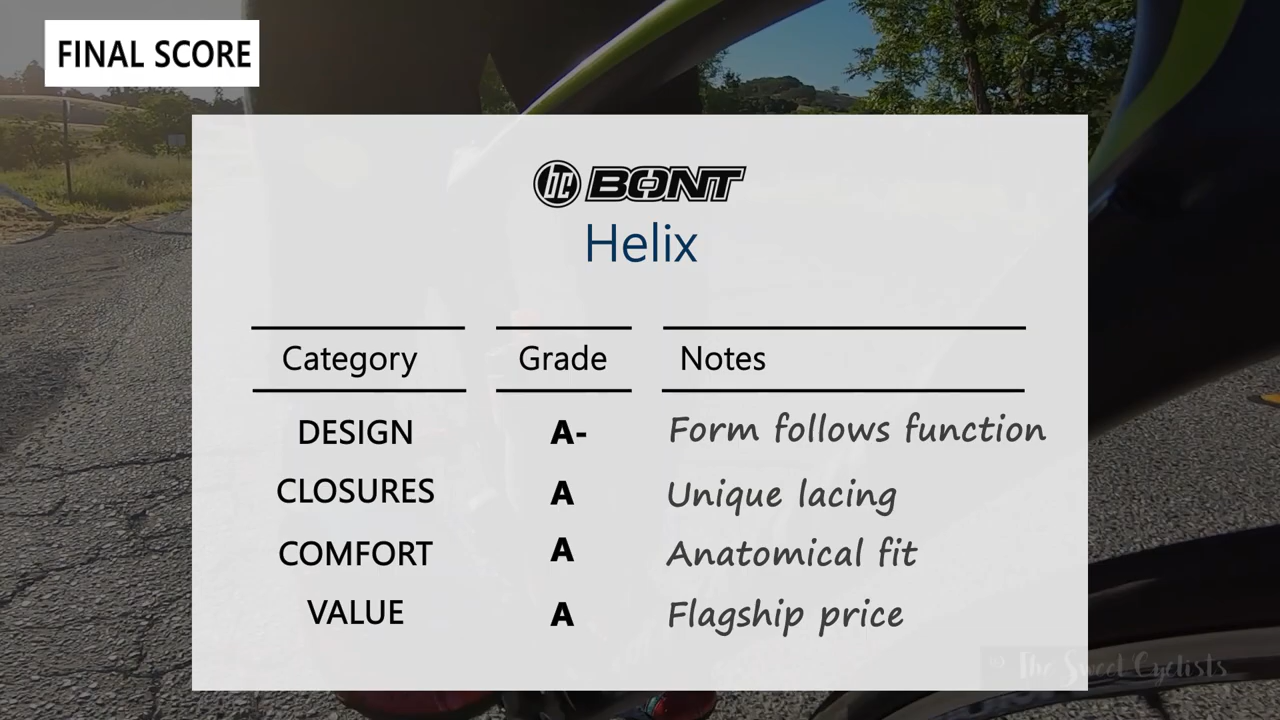 FINAL SCORE
BONT
Helix
Category Grade Notes
DESIGN A- Form follows function
CLOSURES A Unique lacing
COMFORT A Anatomical fit
VALUE A Flagship price
The Sweet Cyclists